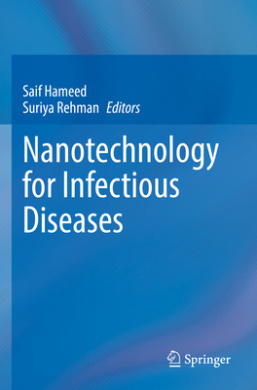 Saif Hameed
Suriya Rehman Editors
Nanotechnology
for Infectious
Diseases
Springer